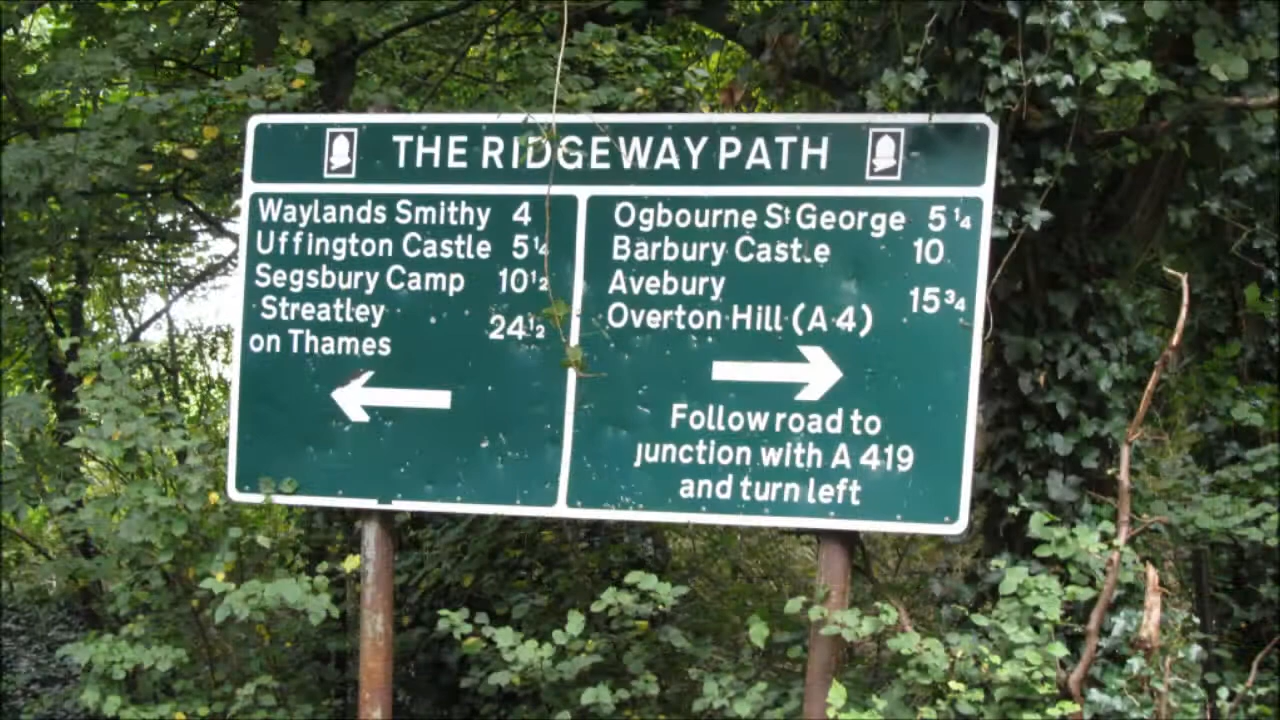 THE RIDGEWAY PATH
Waylands Smithy 4
Uffington Castle 5¼
Segsbury Camp 10½
Streatley
on Thames 24½
Ogbourne St George 5¼
Barbury Castle 10
Avebury
Overton Hill (A4) 15¾
Follow road to
junction with A 419
and turn left